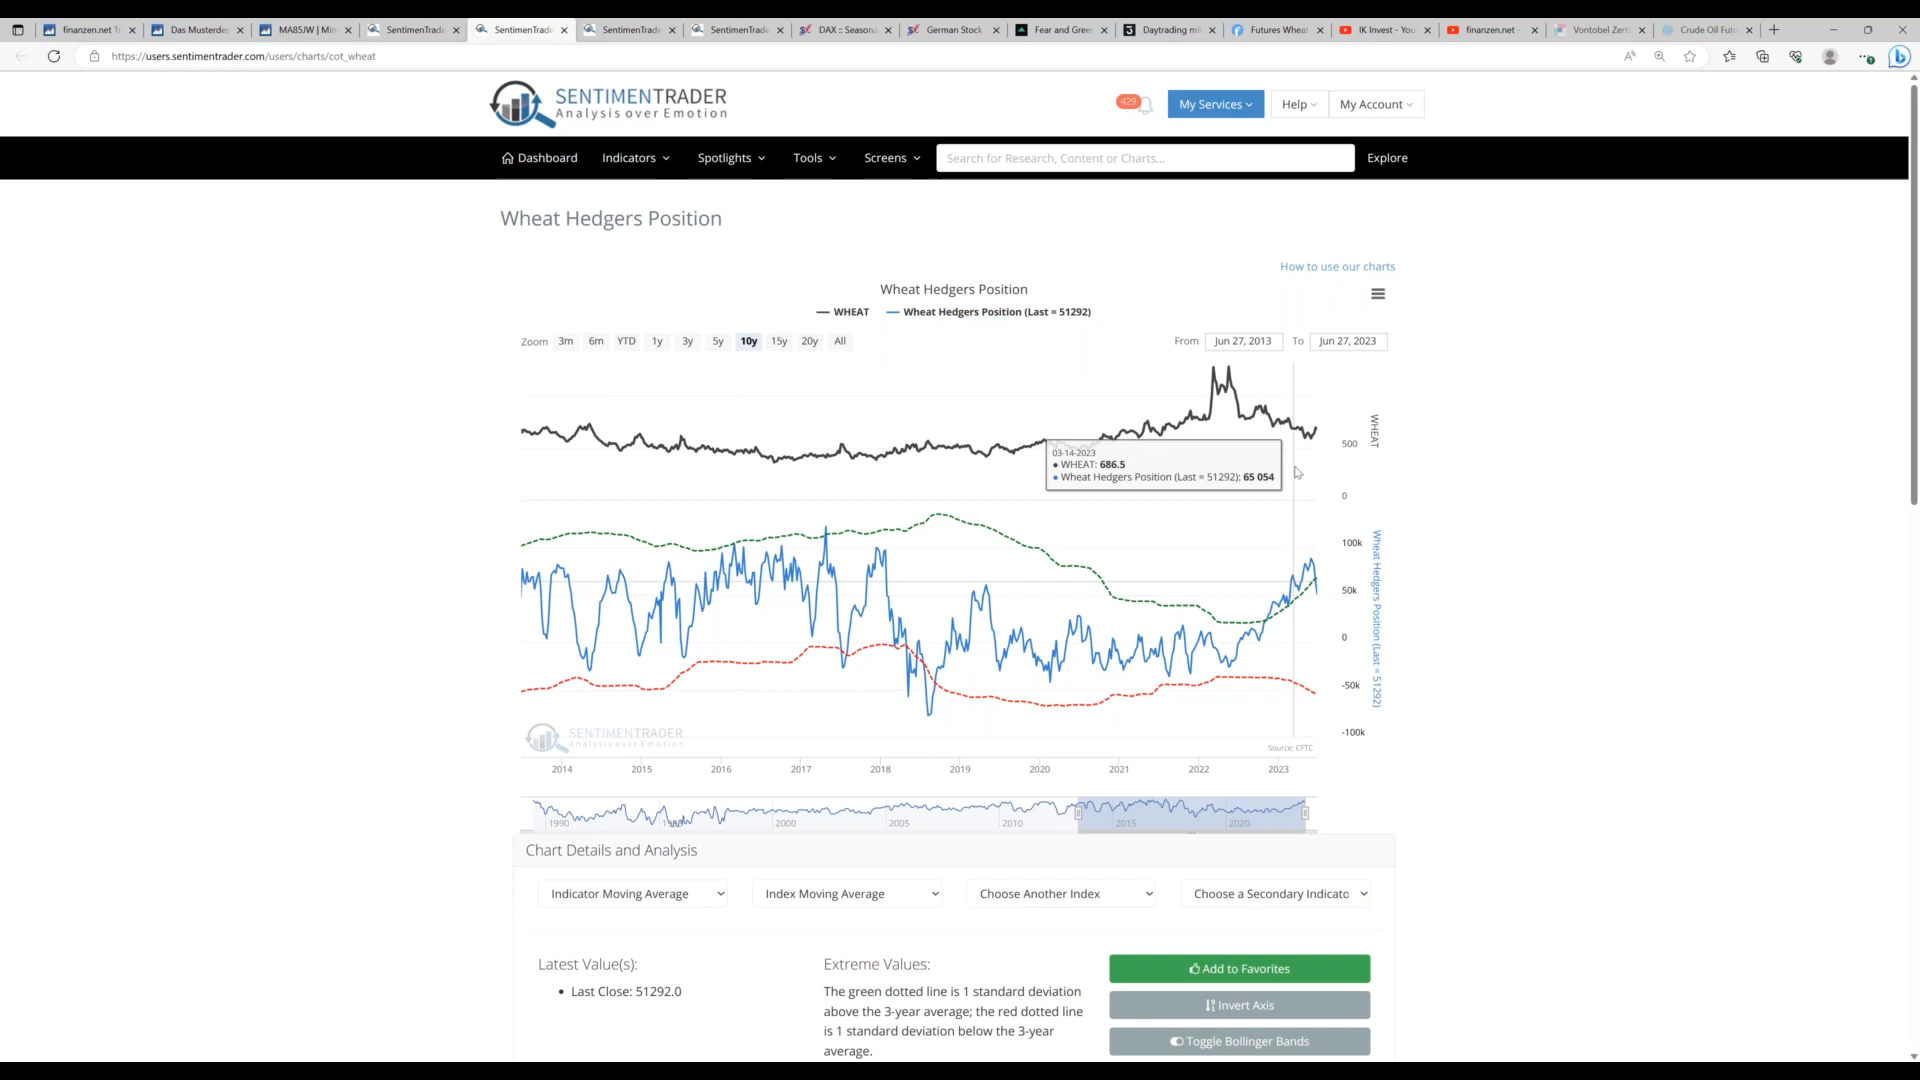 finanzen.net T
Das Musterde
MA85JW | Min
SentimenTrade
SentimenTrade
SentimenTrade
SentimenTrade
DAX :: Season
German Stock
Fear and Gree
Daytrading mi
Futures Wheat
IK Invest - You
finanzen.net -
Vontobel Zerti
Crude Oil Futu
https://users.sentimentrader.com/users/charts/cot_wheat
SENTIMENTRADER
Analysis over Emotion
429
My Services
Help
My Account
Dashboard
Indicators
Spotlights
Tools
Screens
Search for Research, Content or Charts...
Explore
Wheat Hedgers Position
How to use our charts
Wheat Hedgers Position
WHEAT
Wheat Hedgers Position (Last = 51292)
Zoom 3m 6m YTD 1y 3y 5y 10y 15y 20y All
From Jun 27, 2013 To Jun 27, 2023
WHEAT
500
0
03-14-2023
WHEAT: 686.5
Wheat Hedgers Position (Last = 51292): 65 054
Wheat Hedgers Position (Last = 51292)
100k
50k
0
-50k
-100k
SENTIMENTRADER
Analysis over Emotion
Source: CFTC
2014 2015 2016 2017 2018 2019 2020 2021 2022 2023
1990 2000 2005 2010 2015 2020
Chart Details and Analysis
Indicator Moving Average
Index Moving Average
Choose Another Index
Choose a Secondary Indicato
Latest Value(s):
Last Close: 51292.0
Extreme Values:
The green dotted line is 1 standard deviation
above the 3-year average; the red dotted line
is 1 standard deviation below the 3-year
average.
Add to Favorites
Invert Axis
Toggle Bollinger Bands